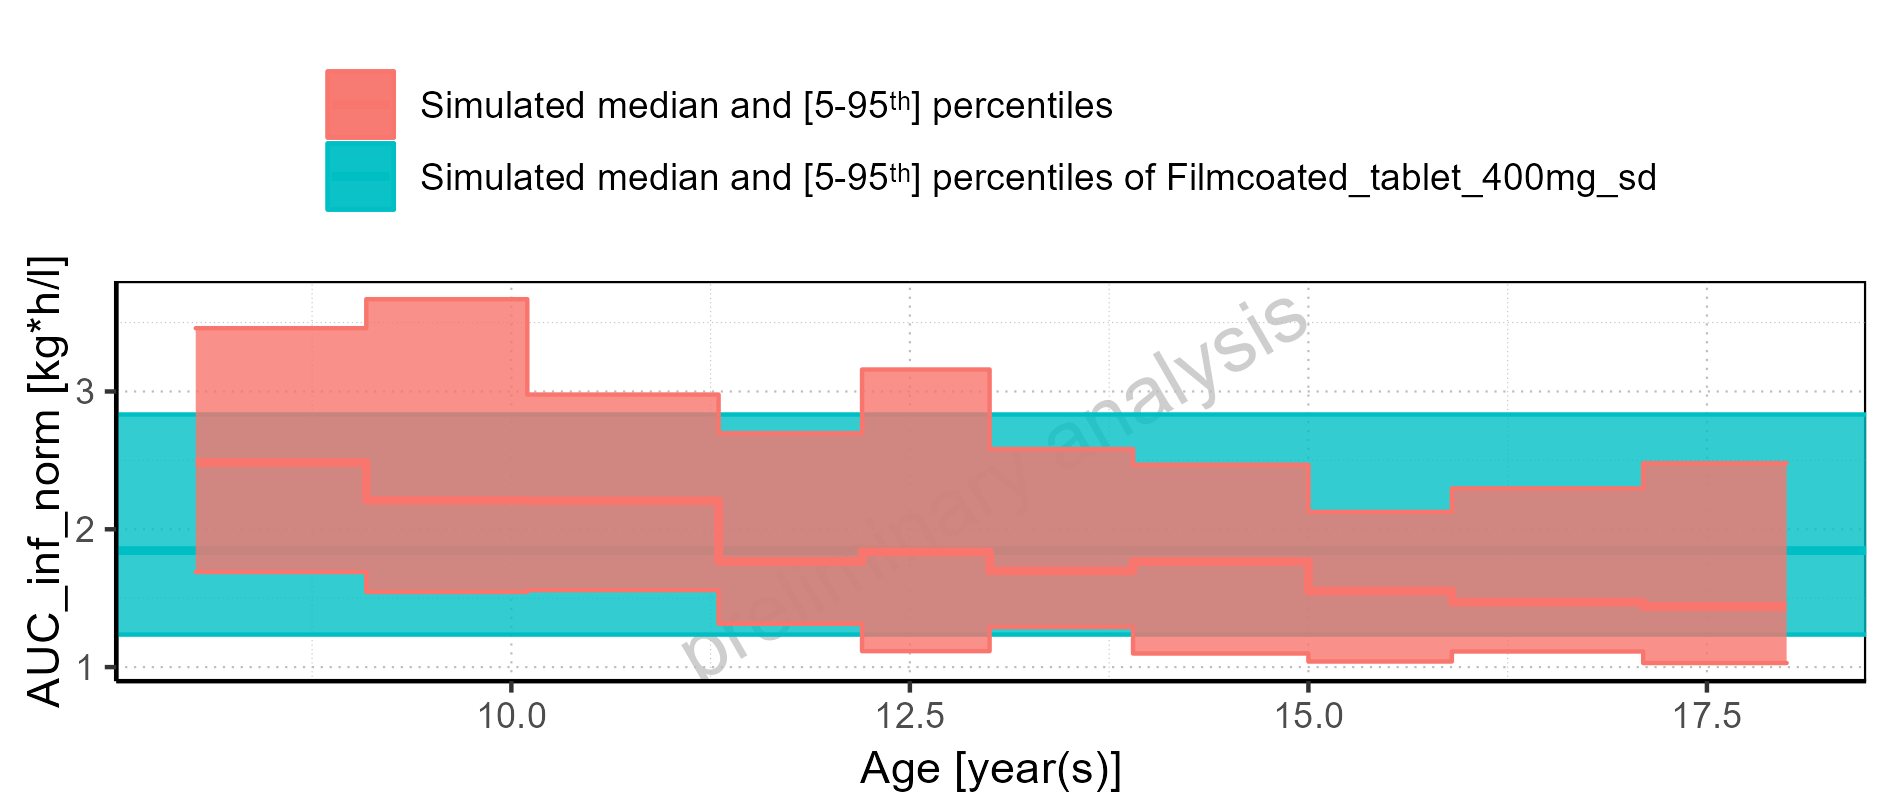 Simulated median and [5-95th] percentiles
Simulated median and [5-95th] percentiles of Filmcoated_tablet_400mg_sd
AUC_inf_norm [kg*h/l]
3
2
1
preliminary analysis
10.0
12.5
15.0
17.5
Age [year(s)]